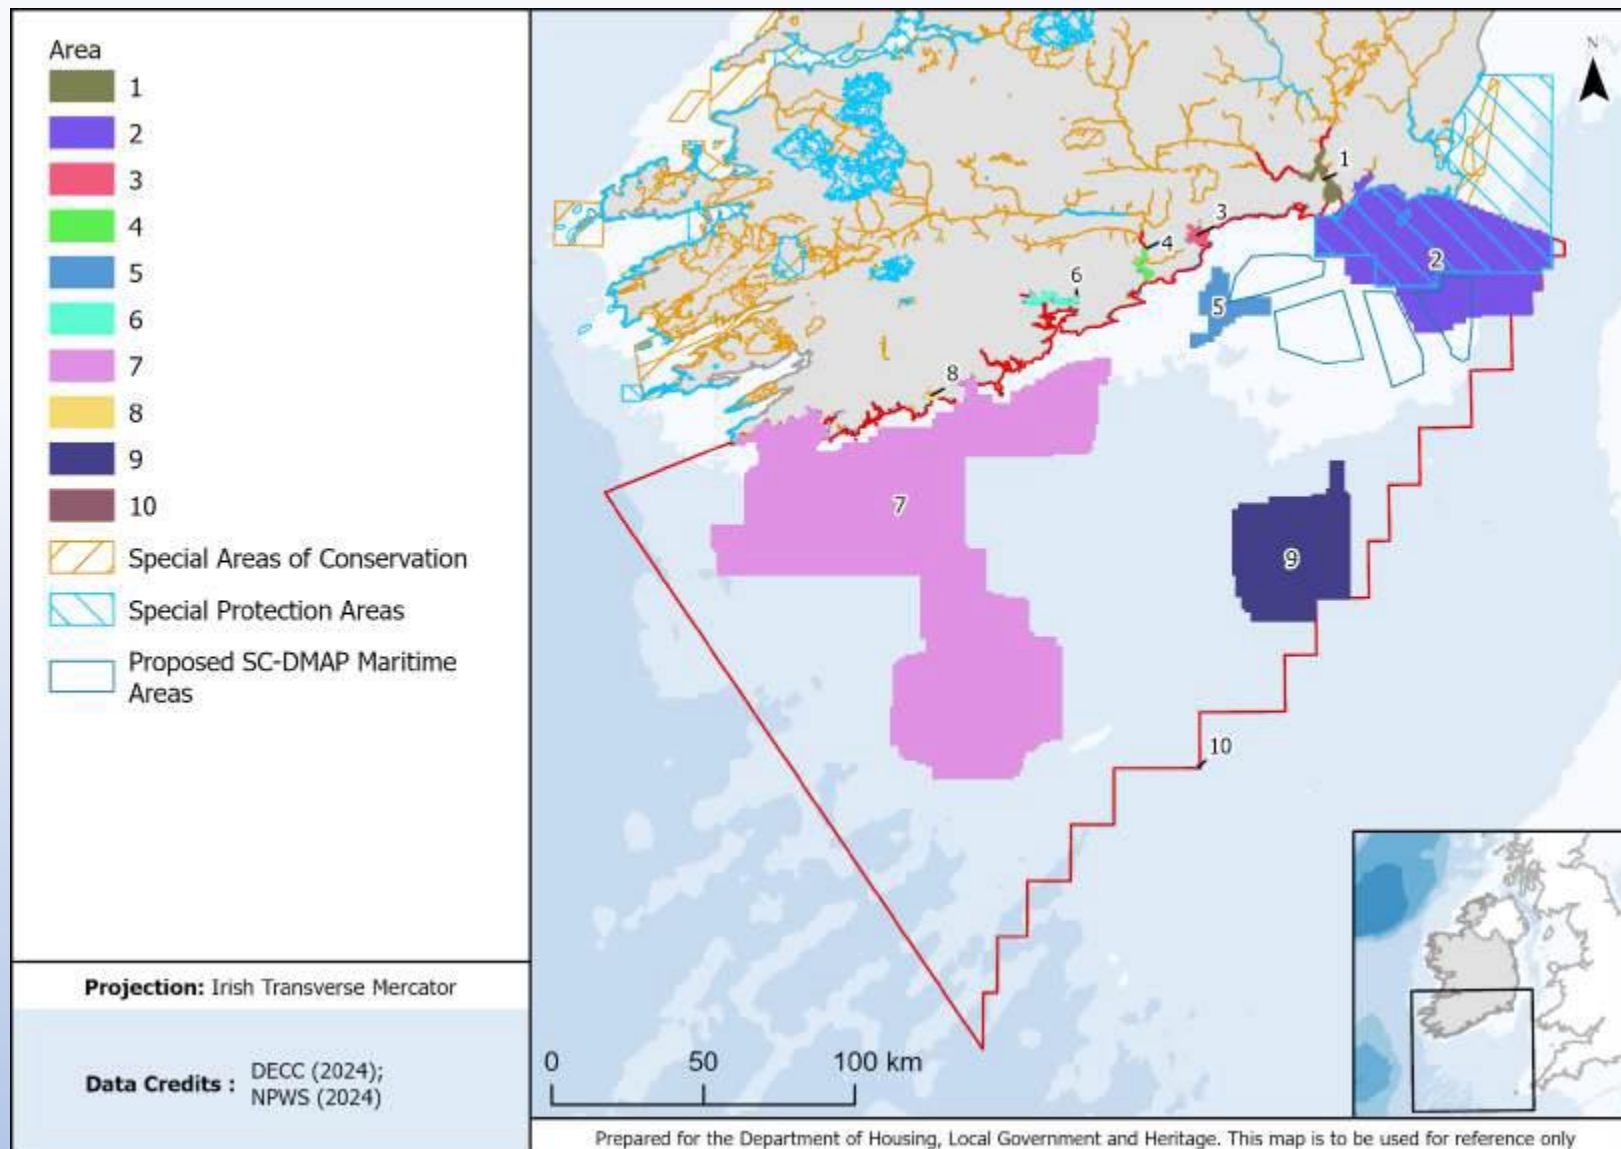 Area
1
2
3
4
5
6
7
8
9
10
Special Areas of Conservation
Special Protection Areas
Proposed SC-DMAP Maritime
Areas
Projection: Irish Transverse Mercator
Data Credits : DECC (2024);
NPWS (2024)
N
1
3
4
2
6
5
8
7
9
10
0 50 100 km
Prepared for the Department of Housing, Local Government and Heritage. This map is to be used for reference only